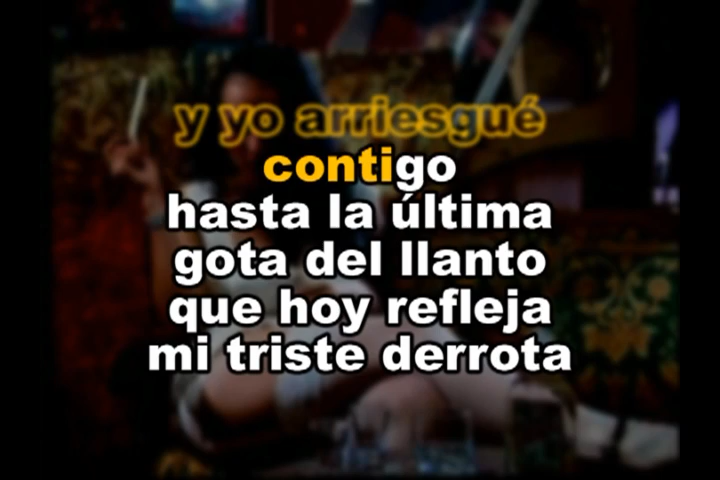 y yo arriesgué
contigo
hasta la última
gota del llanto
que hoy refleja
mi triste derrota